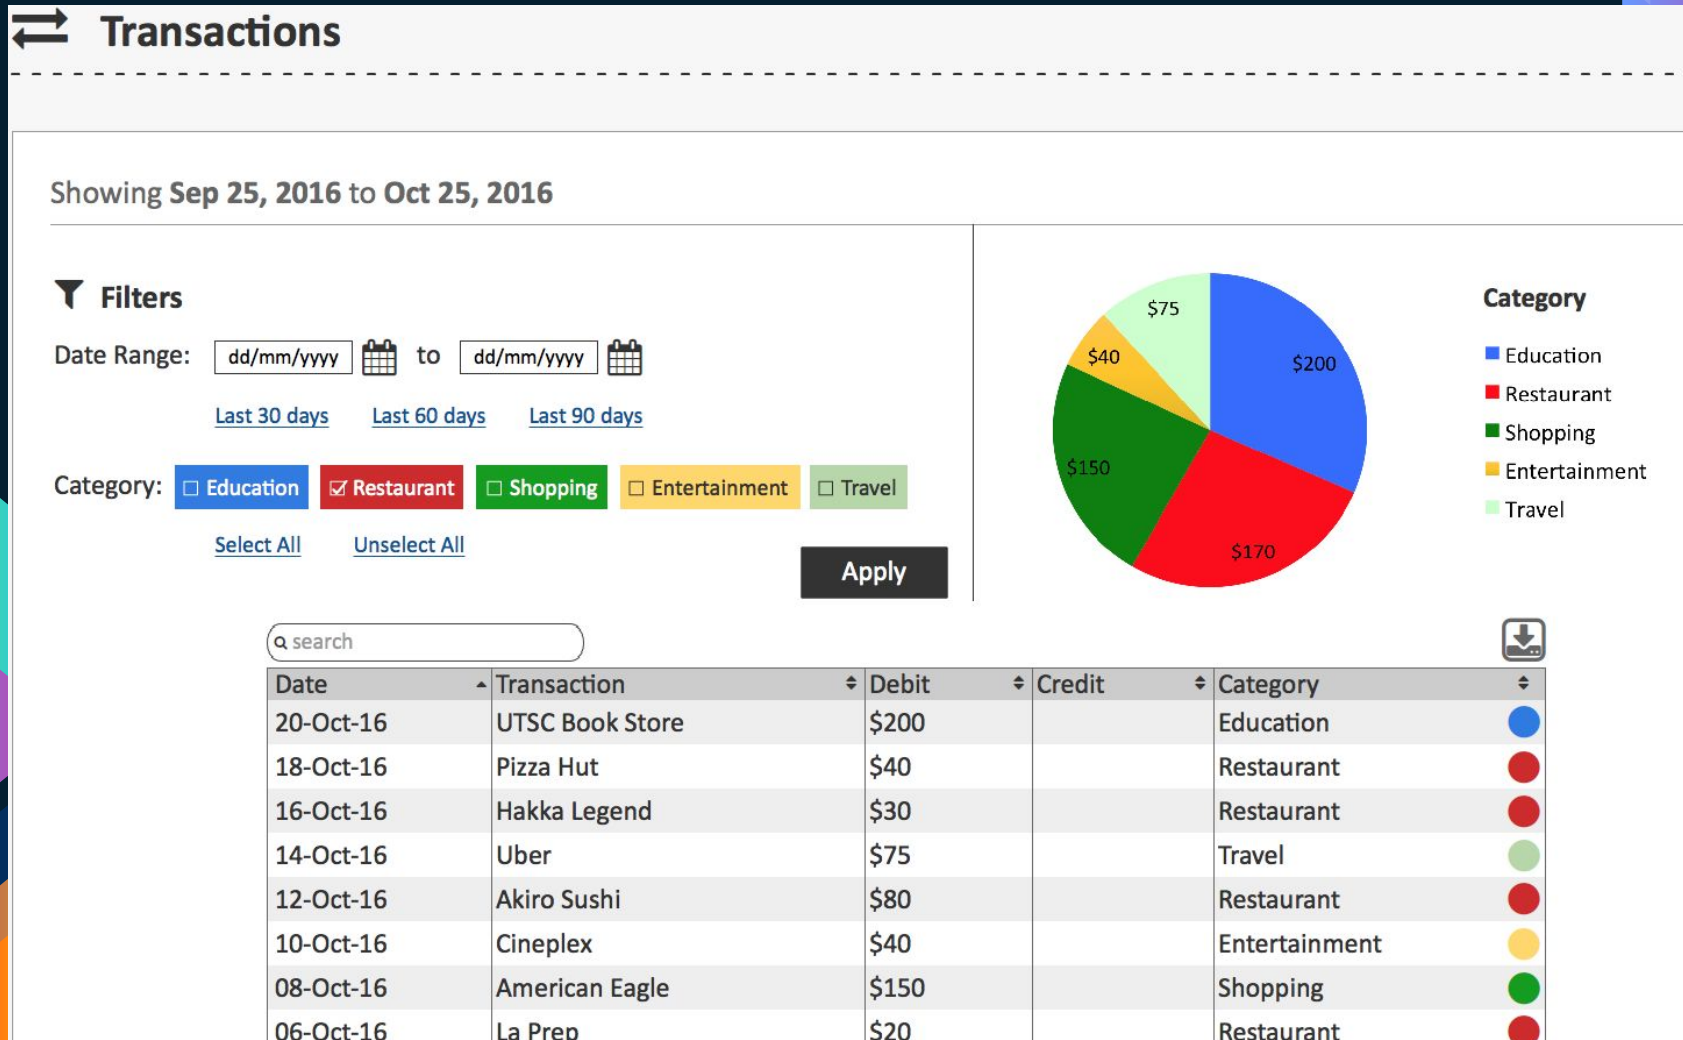 Transactions
Showing Sep 25, 2016 to Oct 25, 2016
Filters
Date Range: dd/mm/yyyy to dd/mm/yyyy
Last 30 days Last 60 days Last 90 days
Category: Education Restaurant Shopping Entertainment Travel
Select All Unselect All
Apply
$75
$40
$200
$150
$170
Category
Education
Restaurant
Shopping
Entertainment
Travel
search
Date Transaction Debit Credit Category
20-Oct-16 UTSC Book Store $200 Education
18-Oct-16 Pizza Hut $40 Restaurant
16-Oct-16 Hakka Legend $30 Restaurant
14-Oct-16 Uber $75 Travel
12-Oct-16 Akiro Sushi $80 Restaurant
10-Oct-16 Cineplex $40 Entertainment
08-Oct-16 American Eagle $150 Shopping
06-Oct-16 La Prep $20 Restaurant